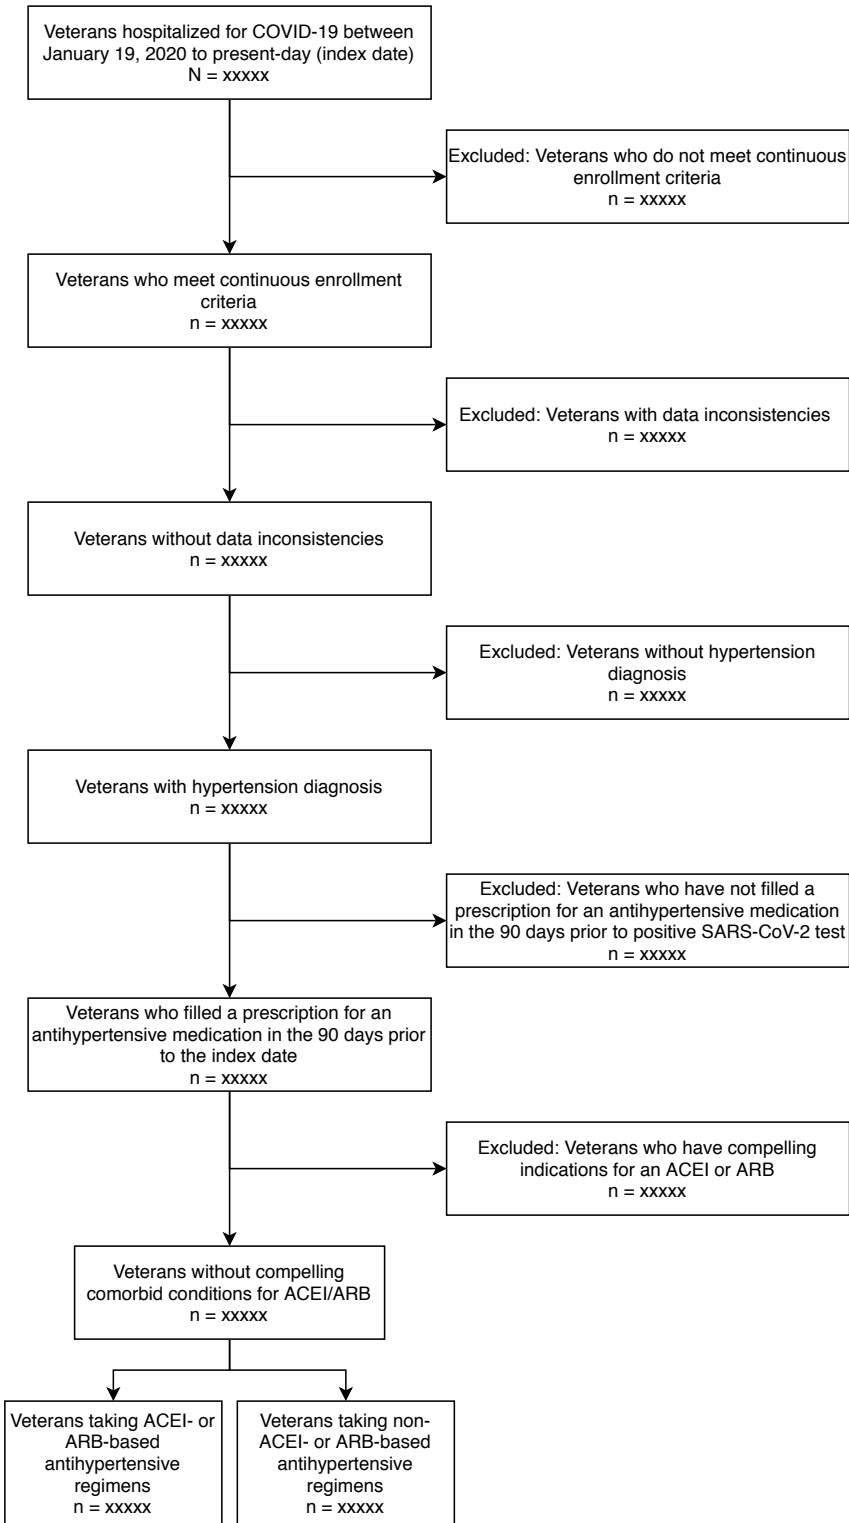 Veterans hospitalized for COVID-19 between
January 19, 2020 to present-day (index date)
N = xxxxx
Excluded: Veterans who do not meet continuous
enrollment criteria
n = xxxxx
Veterans who meet continuous enrollment
criteria
n = xxxxx
Excluded: Veterans with data inconsistencies
n = xxxxx
Veterans without data inconsistencies
n = xxxxx
Excluded: Veterans without hypertension
diagnosis
n = xxxxx
Veterans with hypertension diagnosis
n = xxxxx
Excluded: Veterans who have not filled a
prescription for an antihypertensive medication
in the 90 days prior to positive SARS-CoV-2 test
n = xxxxx
Veterans who filled a prescription for an
antihypertensive medication in the 90 days prior
to the index date
n = xxxxx
Excluded: Veterans who have compelling
indications for an ACEI or ARB
n = xxxxx
Veterans without compelling
comorbid conditions for ACEI/ARB
n = xxxxx
Veterans taking ACEI- or
ARB-based
antihypertensive
regimens
n = xxxxx
Veterans taking non-
ACEI- or ARB-based
antihypertensive
regimens
n = xxxxx